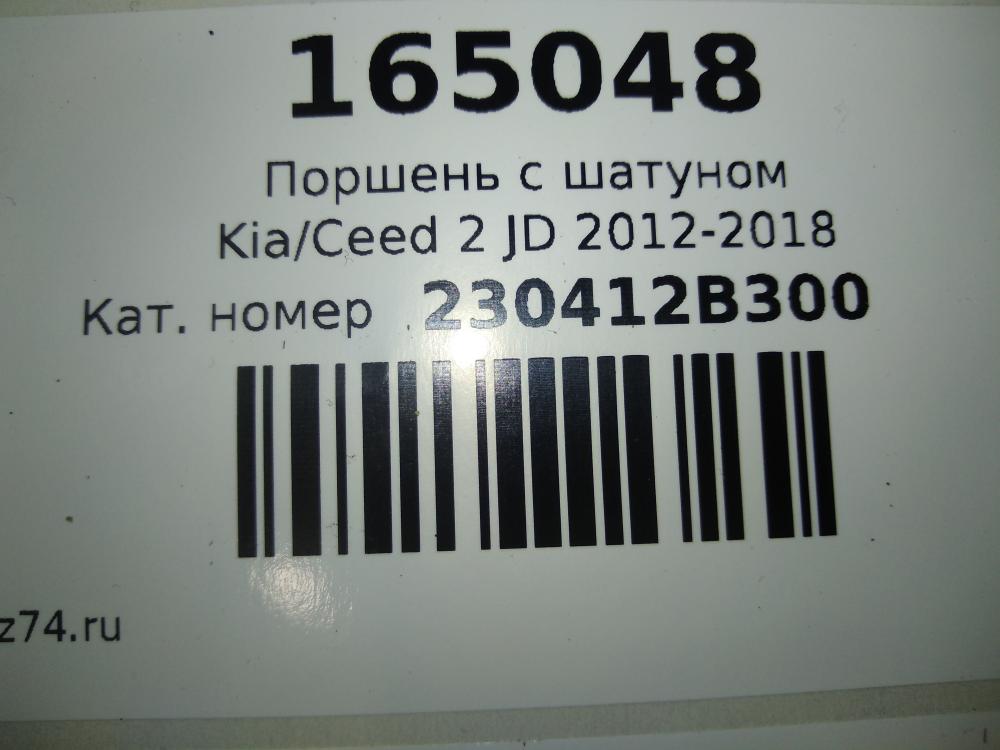 165048
Поршень с шатуном
Kia/Ceed 2 JD 2012-2018
Кат. номер 230412B300
z74.ru